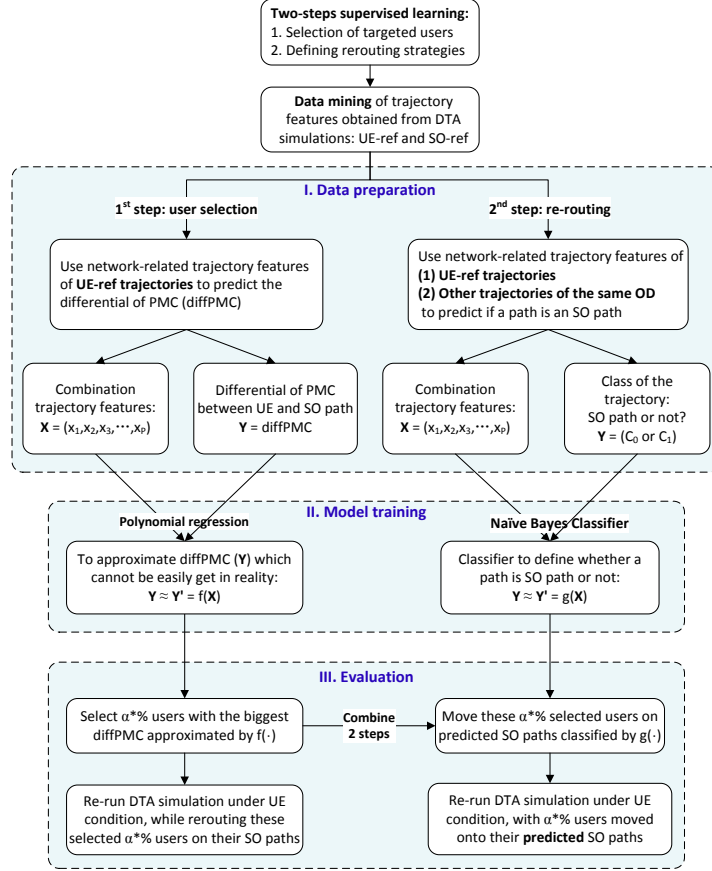 Two-steps supervised learning:
1. Selection of targeted users
2. Defining rerouting strategies
Data mining of trajectory
features obtained from DTA
simulations: UE-ref and SO-ref
I. Data preparation
1st step: user selection
2nd step: re-routing
Use network-related trajectory features
of UE-ref trajectories to predict the
differential of PMC (diffPMC)
Use network-related trajectory features of
(1) UE-ref trajectories
(2) Other trajectories of the same OD
to predict if a path is an SO path
Combination
trajectory features:
X = (x₁,x₂,x₃,···,xₚ)
Differential of PMC
between UE and SO path
Y = diffPMC
Combination
trajectory features:
X = (x₁,x₂,x₃,···,xₚ)
Class of the
trajectory:
SO path or not?
Y = (C₀ or C₁)
II. Model training
Polynomial regression
Naïve Bayes Classifier
To approximate diffPMC (Y) which
cannot be easily get in reality:
Y ≈ Y' = f(X)
Classifier to define whether a
path is SO path or not:
Y ≈ Y' = g(X)
III. Evaluation
Select α*% users with the biggest
diffPMC approximated by f(·)
Combine
2 steps
Move these α*% selected users on
predicted SO paths classified by g(·)
Re-run DTA simulation under UE
condition, while rerouting these
selected α*% users on their SO paths
Re-run DTA simulation under UE
condition, with α*% users moved
onto their predicted SO paths